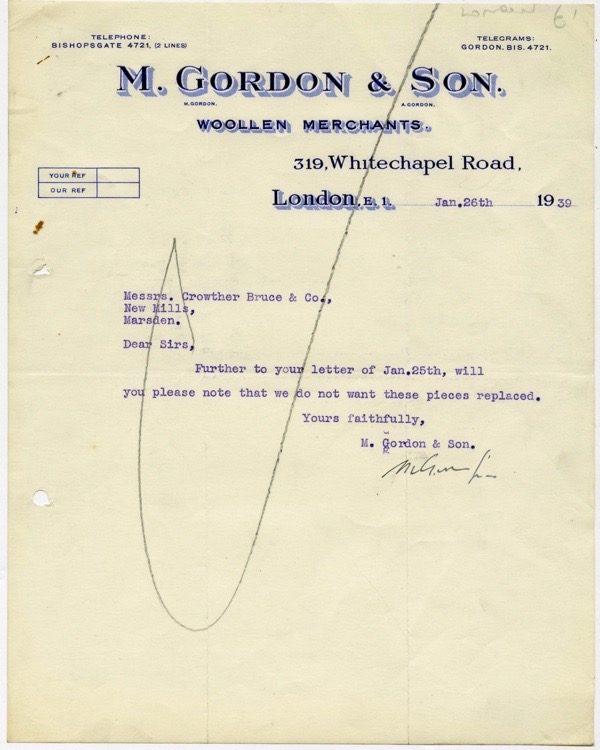 London E1
TELEPHONE:
BISHOPSGATE 4721, (2 LINES)
TELEGRAMS:
GORDON. BIS. 4721.
M. GORDON & SON.
M. GORDON.
A. GORDON.
WOOLLEN MERCHANTS.
319, Whitechapel Road,
YOUR REF
OUR REF
London, E. 1. Jan.26th 1939
Messrs. Crowther Bruce & Co.,
New Mills,
Marsden.
Dear Sirs,
Further to your letter of Jan.25th, will
you please note that we do not want these pieces replaced.
Yours faithfully,
M. Gordon & Son.